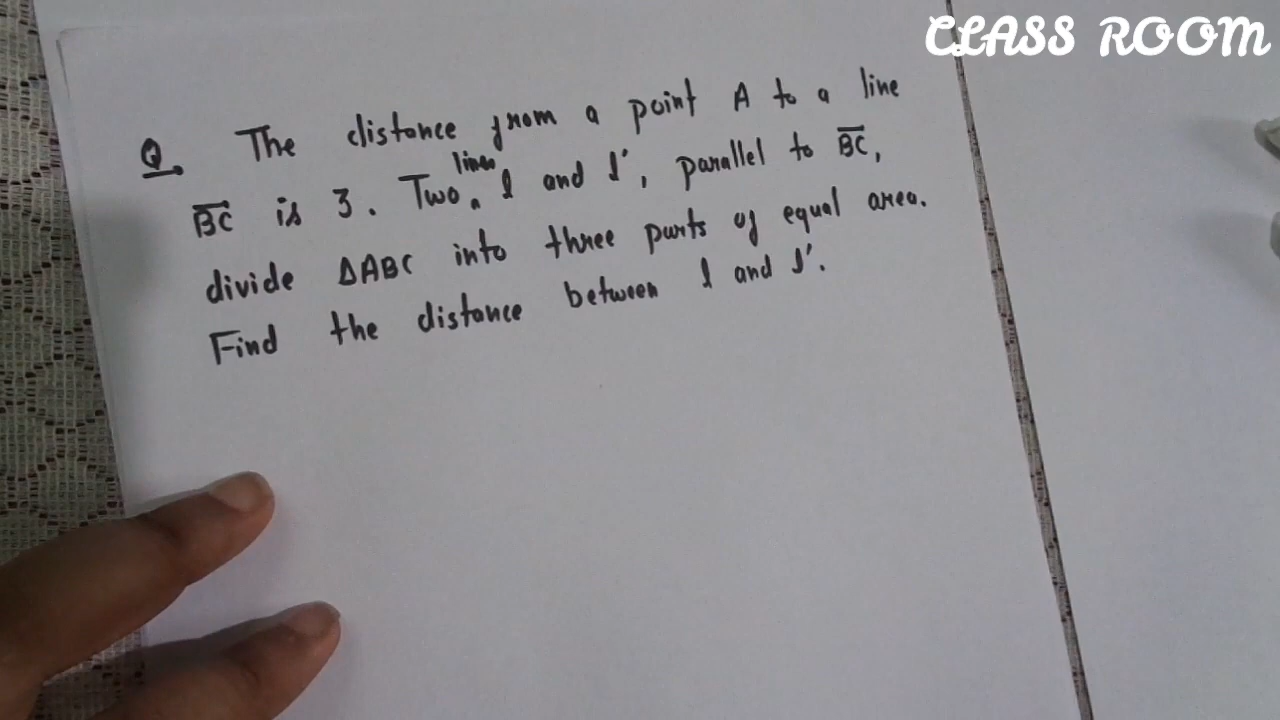 CLASS ROOM
Q. The distance from a point A to a line
BC is 3. Two lines l and l', parallel to BC,
divide ΔABC into three parts of equal area.
Find the distance between l and l'.